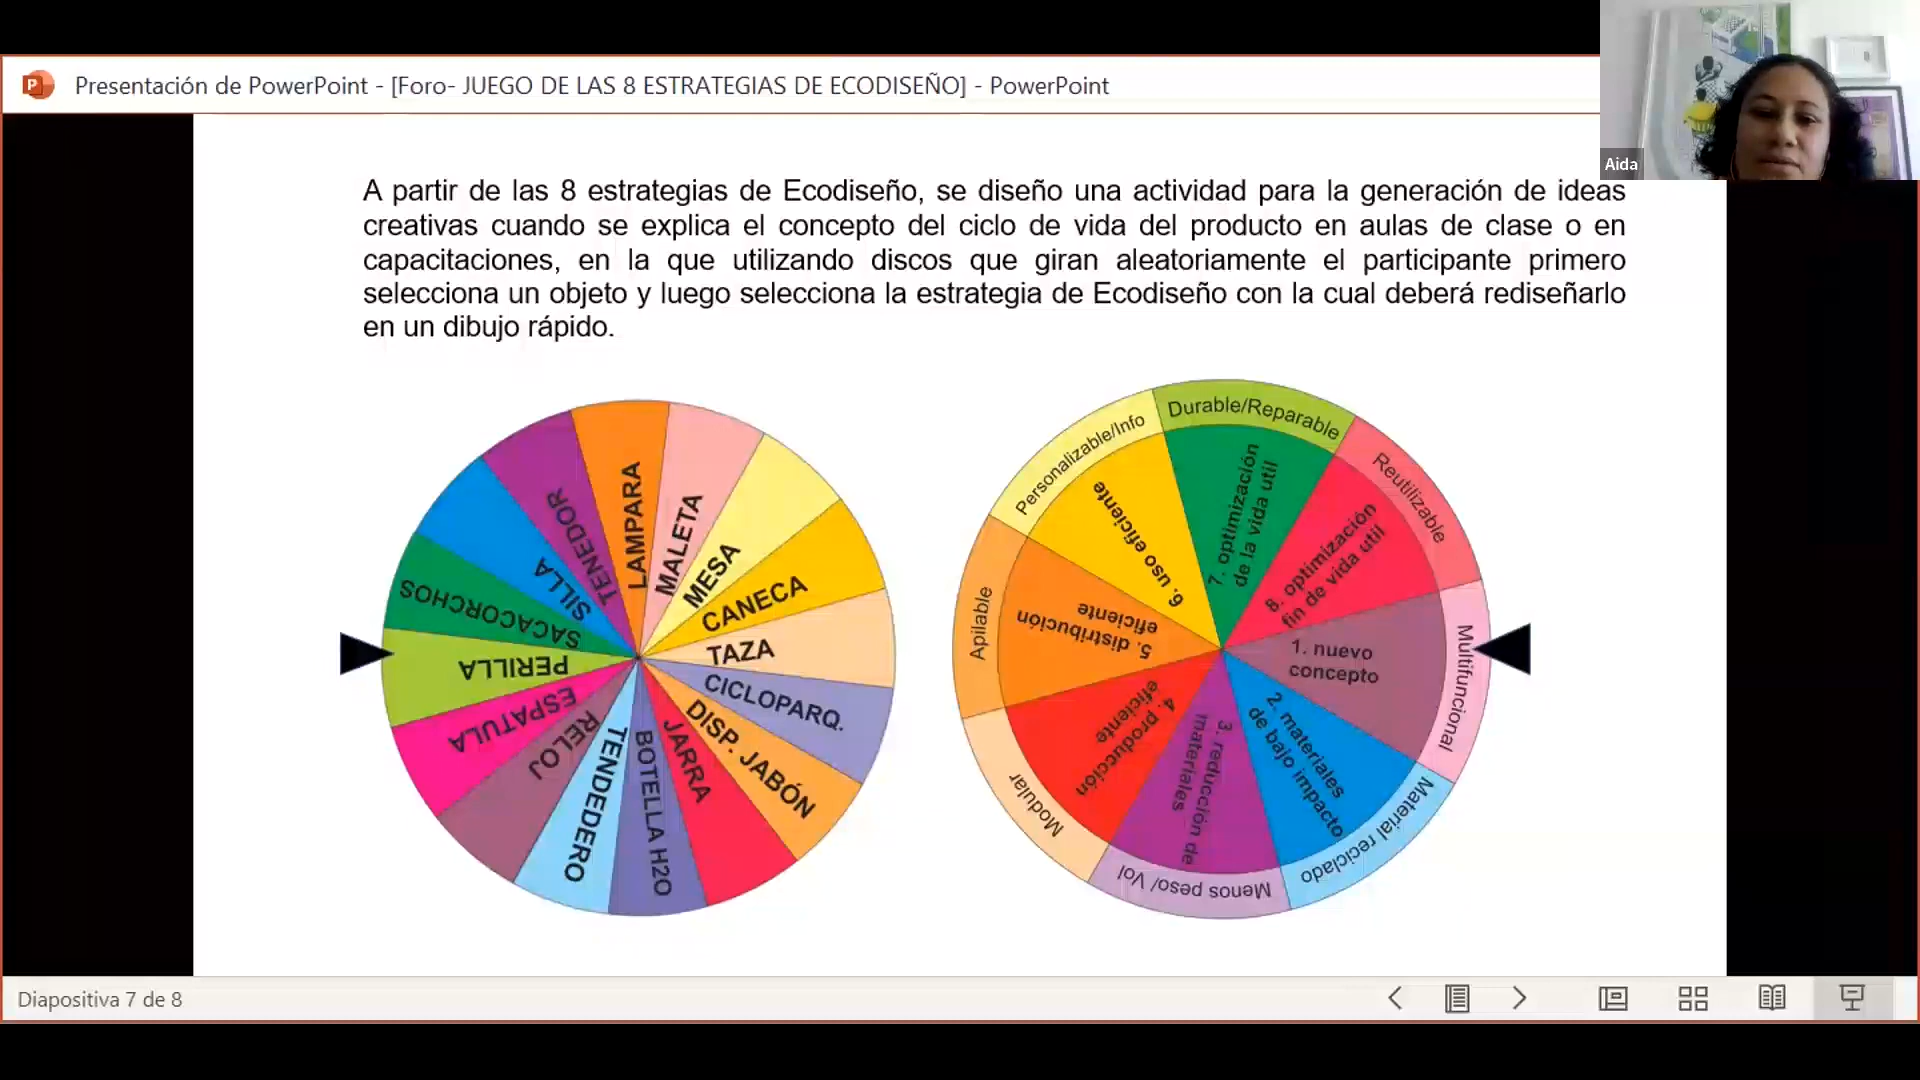 Presentación de PowerPoint - [Foro- JUEGO DE LAS 8 ESTRATEGIAS DE ECODISEÑO] - PowerPoint
Aida
A partir de las 8 estrategias de Ecodiseño, se diseño una actividad para la generación de ideas
creativas cuando se explica el concepto del ciclo de vida del producto en aulas de clase o en
capacitaciones, en la que utilizando discos que giran aleatoriamente el participante primero
selecciona un objeto y luego selecciona la estrategia de Ecodiseño con la cual deberá rediseñarlo
en un dibujo rápido.
LAMPARA
MALETA
MESA
CANECA
TAZA
CICLOPARQ.
DISP. JABÓN
JARRA
BOTELLA H2O
TENDEDERO
RELOJ
ESPATULA
PERILLA
SACACORCHOS
SILLA
TENEDOR
Multifuncional
1. nuevo
concepto
Material reciclado
2. materiales
de bajo impacto
Menos peso/ Vol
3. reducción de
materiales
Modular
4. producción
eficiente
Apilable
5. distribución
eficiente
Personalizable/Info
6. uso eficiente
Durable/Reparable
7. optimización
de la vida util
Reutilizable
8. optimización
fin de vida util
Diapositiva 7 de 8